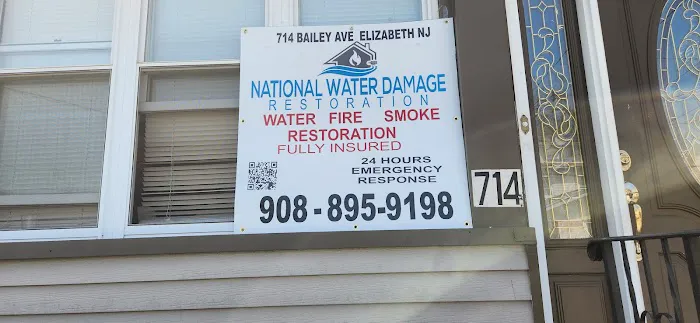 714 BAILEY AVE ELIZABETH NJ
NATIONAL WATER DAMAGE
RESTORATION
WATER FIRE SMOKE
RESTORATION
FULLY INSURED
24 HOURS
EMERGENCY
RESPONSE
908-895-9198
714